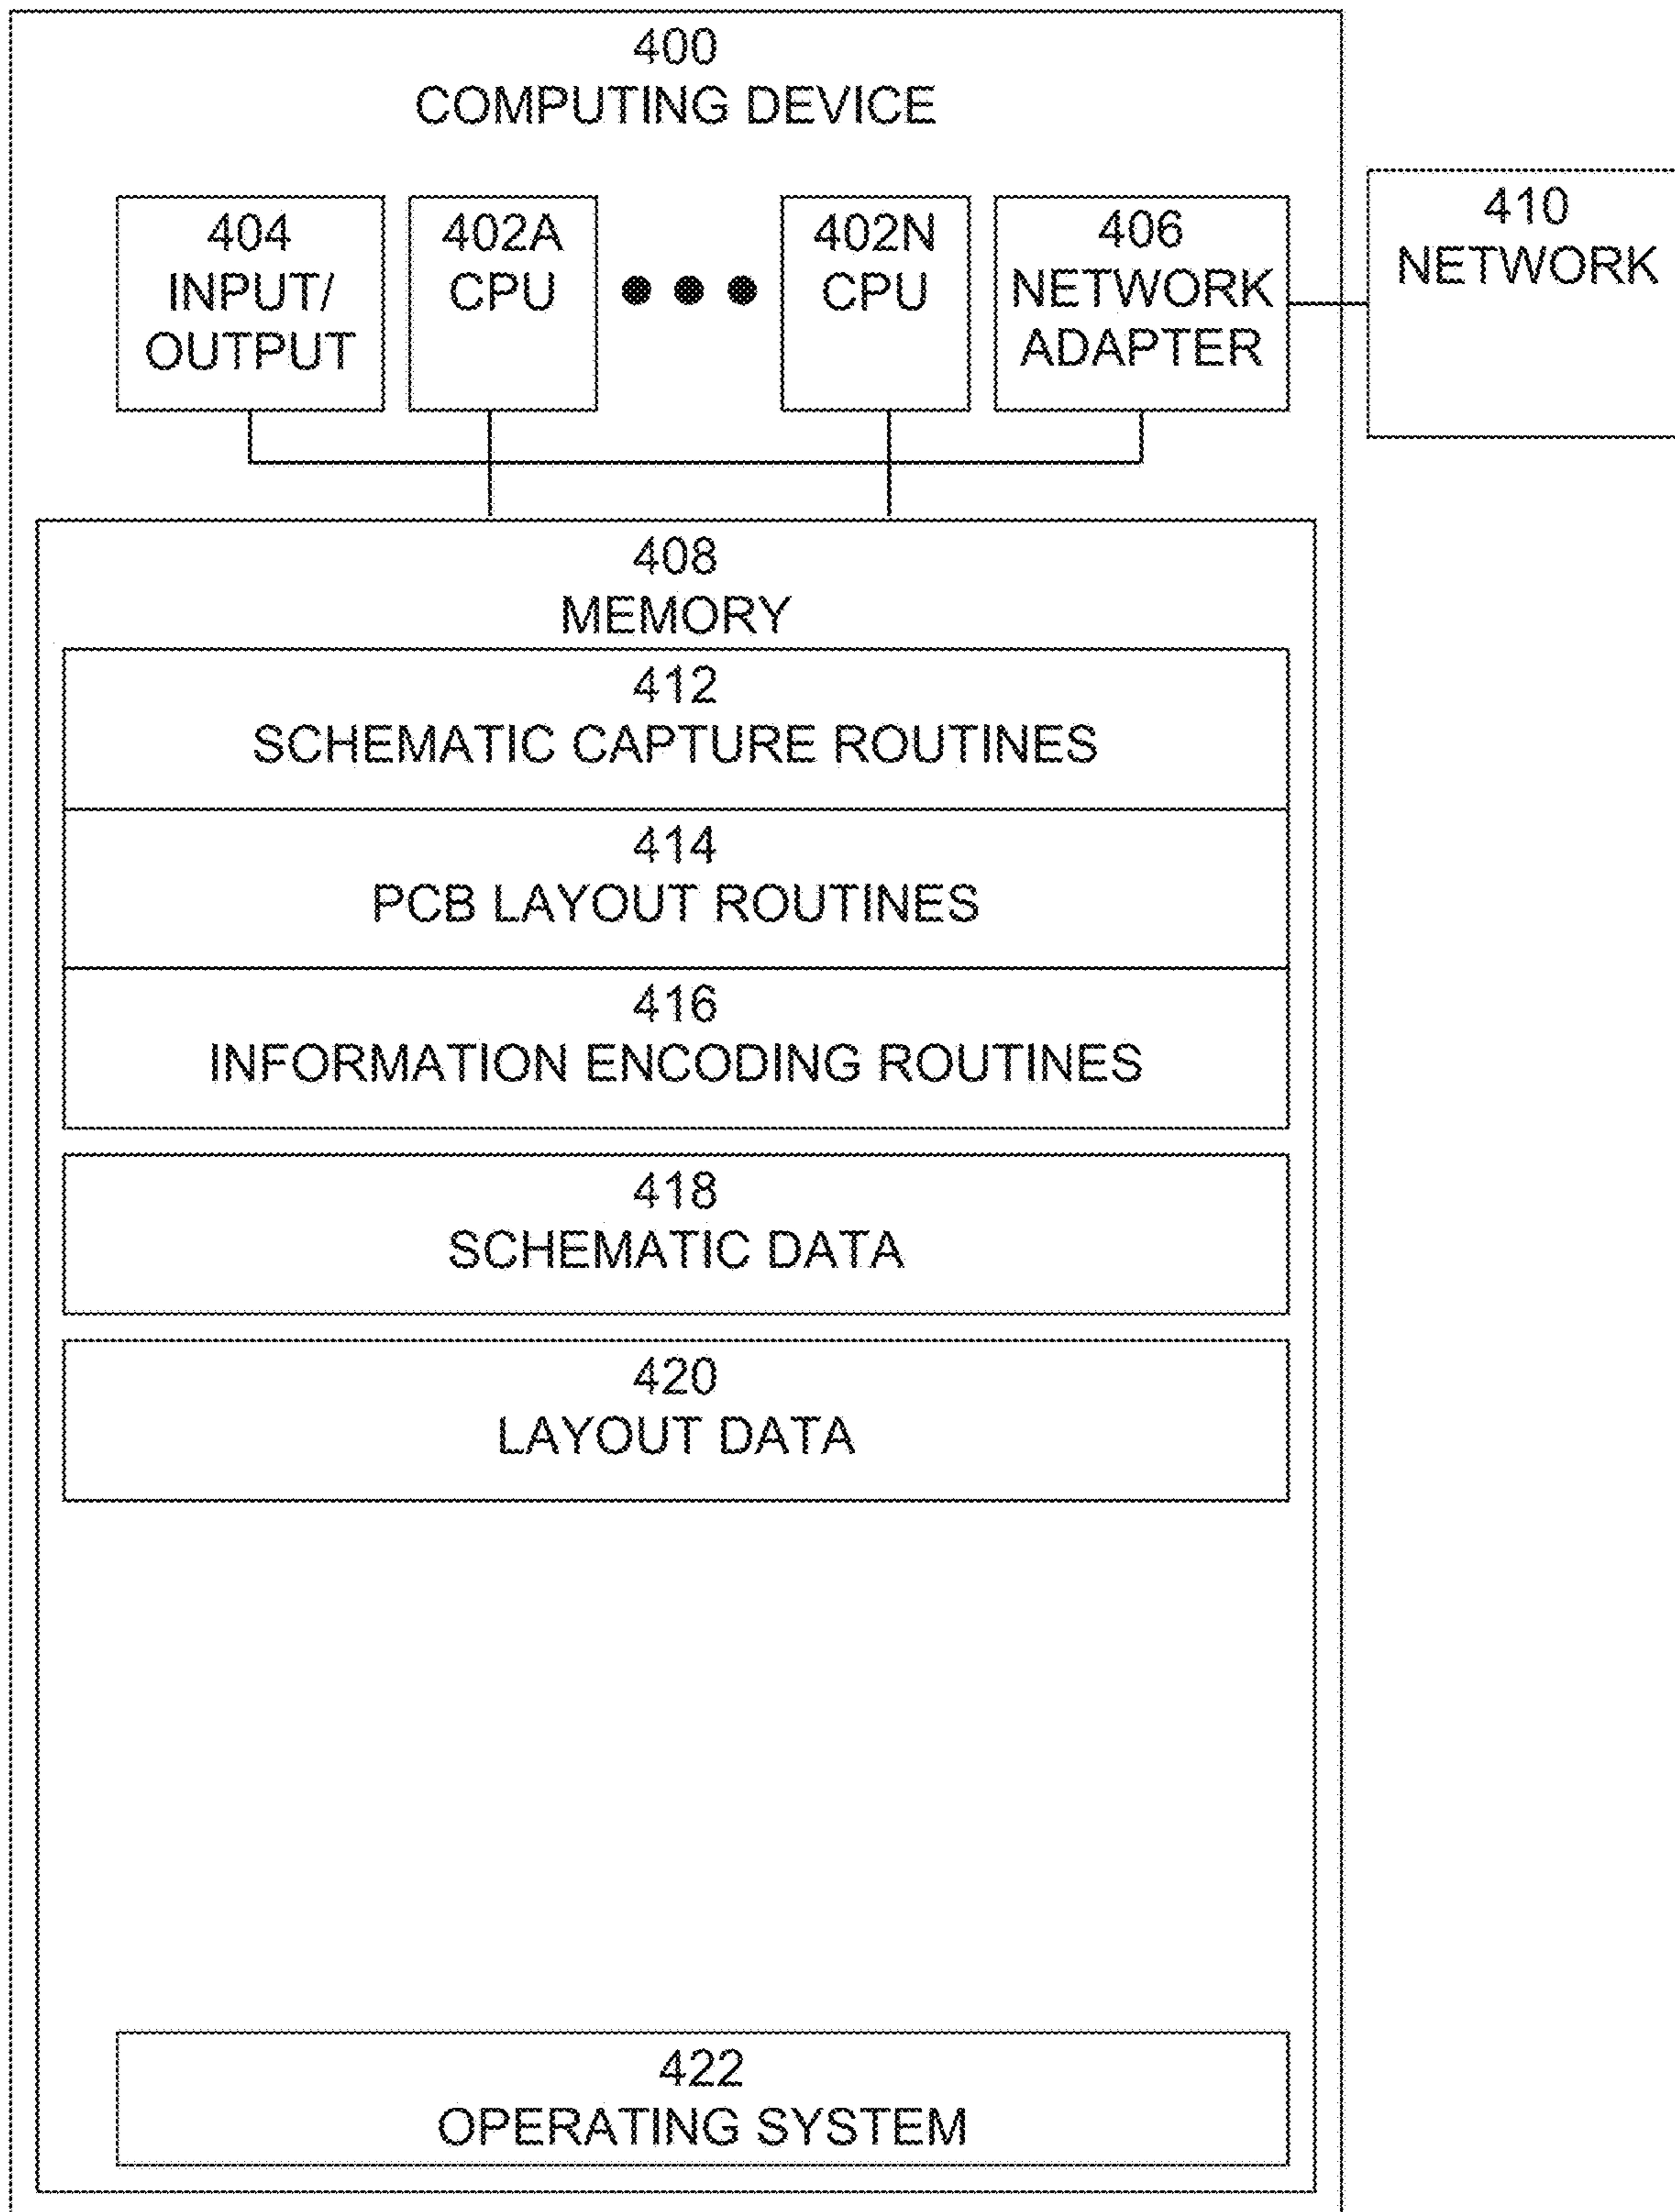 400
COMPUTING DEVICE
404
INPUT/
OUTPUT
402A
CPU
402N
CPU
406
NETWORK
ADAPTER
410
NETWORK
408
MEMORY
412
SCHEMATIC CAPTURE ROUTINES
414
PCB LAYOUT ROUTINES
416
INFORMATION ENCODING ROUTINES
418
SCHEMATIC DATA
420
LAYOUT DATA
422
OPERATING SYSTEM